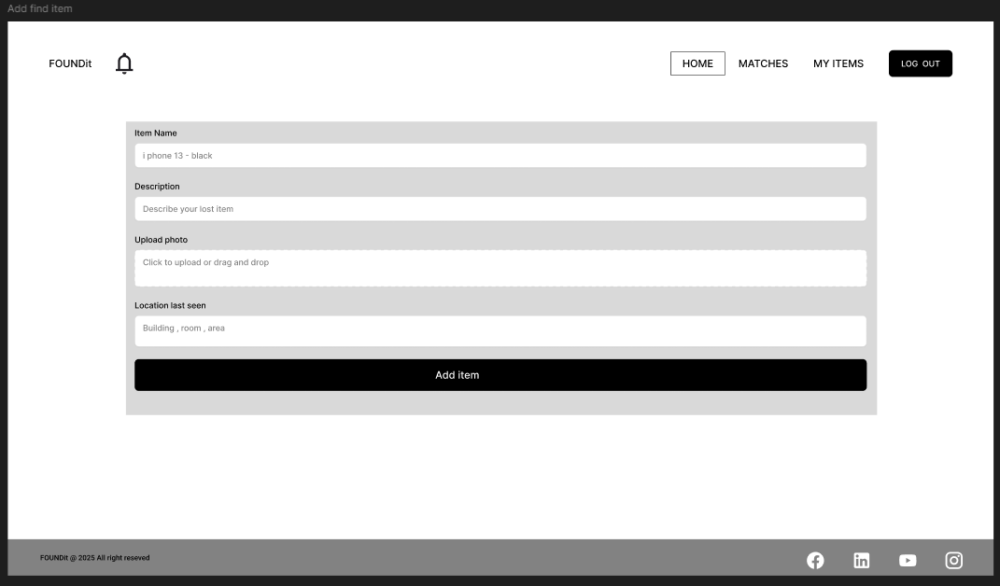 Add find item
FOUNDit HOME MATCHES MY ITEMS LOG OUT
Item Name
i phone 13 - black
Description
Describe your lost item
Upload photo
Click to upload or drag and drop
Location last seen
Building , room , area
Add item
FOUNDit @ 2025 All right reseved